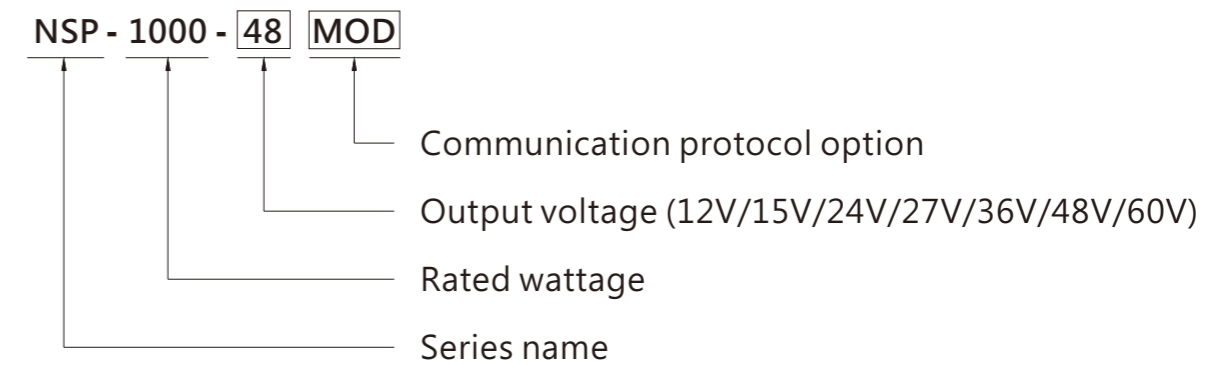 NSP - 1000 - 48 MOD
Communication protocol option
Output voltage (12V/15V/24V/27V/36V/48V/60V)
Rated wattage
Series name